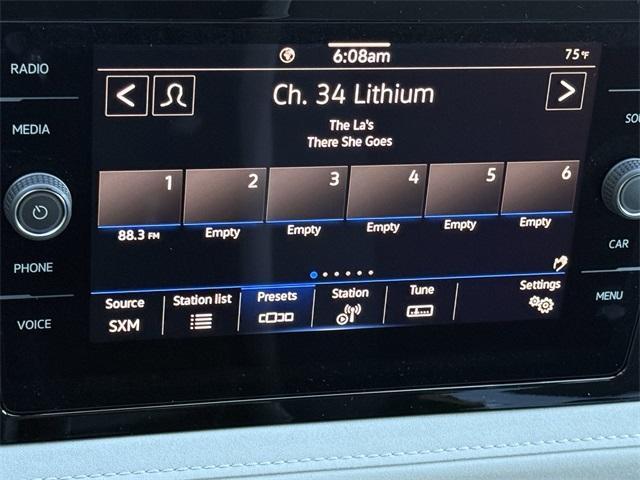 RADIO
MEDIA
PHONE
VOICE
6:08am
75°F
Ch. 34 Lithium
The La's
There She Goes
1 2 3 4 5 6
88.3 FM Empty Empty Empty Empty Empty
Source Station list Presets Station Tune Settings
SXM
SOU
CAR
MENU